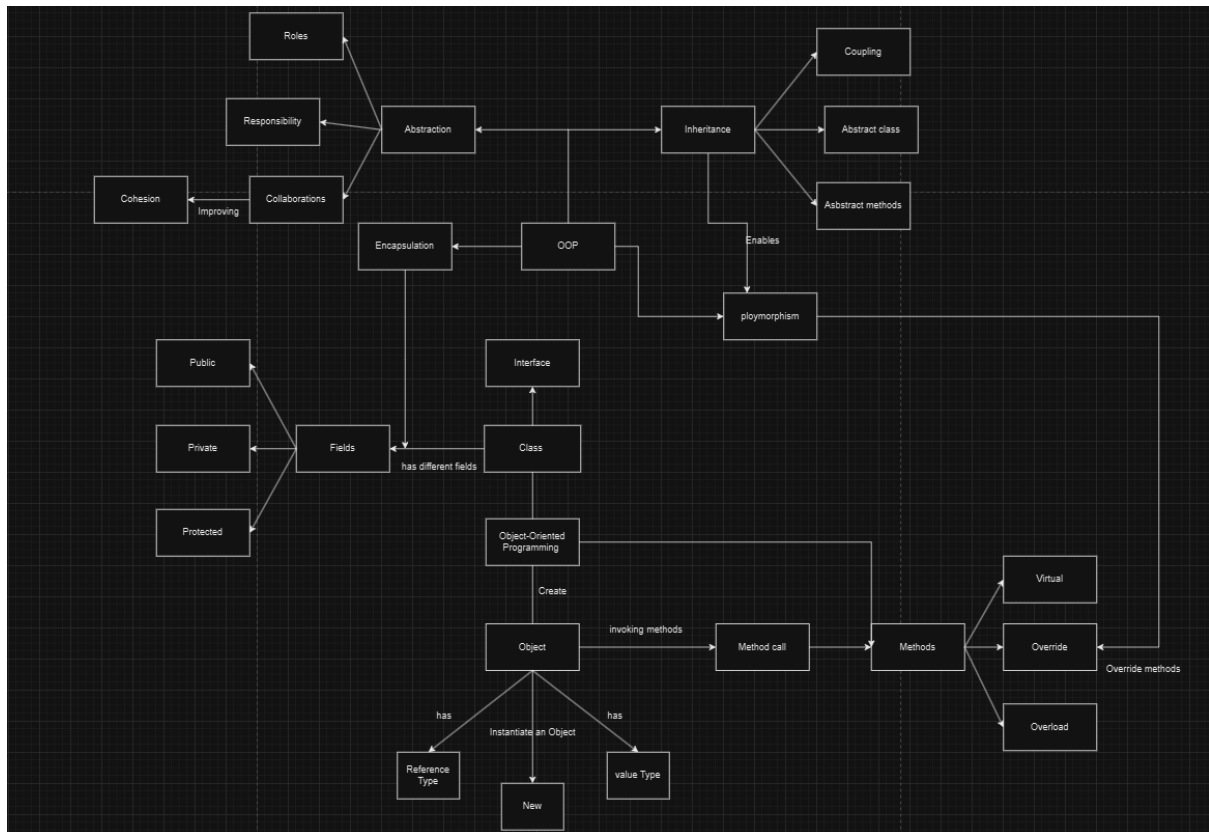 Roles
Coupling
Responsibility
Abstraction
Inheritance
Abstract class
Cohesion
Improving
Collaborations
Asbstract methods
Encapsulation
OOP
Enables
ploymorphism
Public
Interface
Private
Fields
has different fields
Class
Protected
Object-Oriented
Programming
Create
Virtual
Object
invoking methods
Method call
Methods
Override
Override methods
has
Instantiate an Object
has
Overload
Reference
Type
New
value Type